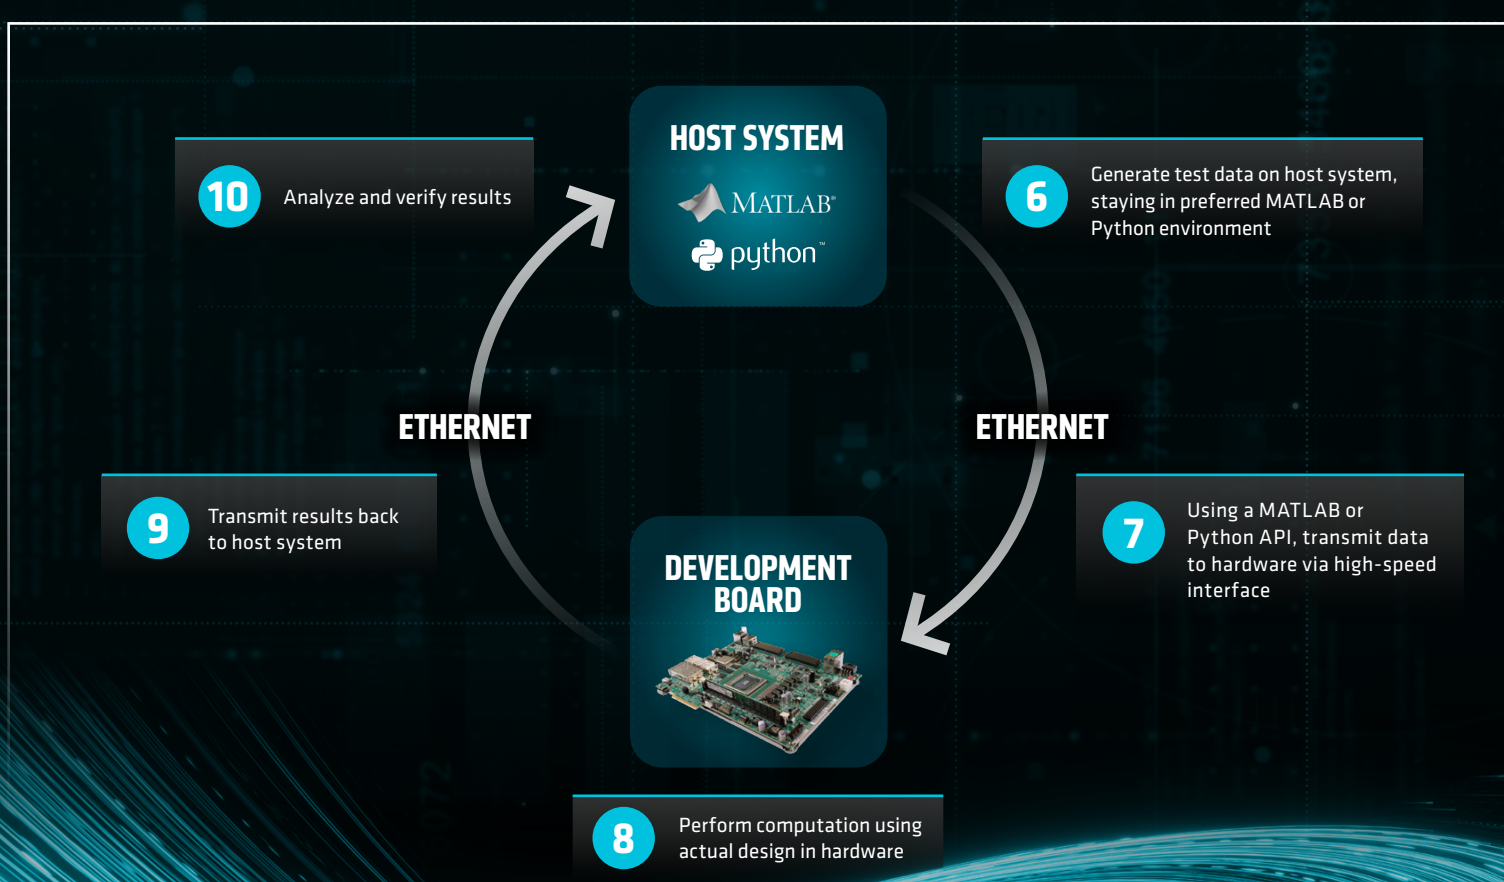 HOST SYSTEM
MATLAB®
python™
10
Analyze and verify results
6
Generate test data on host system,
staying in preferred MATLAB or
Python environment
ETHERNET
ETHERNET
9
Transmit results back
to host system
7
Using a MATLAB or
Python API, transmit data
to hardware via high-speed
interface
DEVELOPMENT
BOARD
8
Perform computation using
actual design in hardware